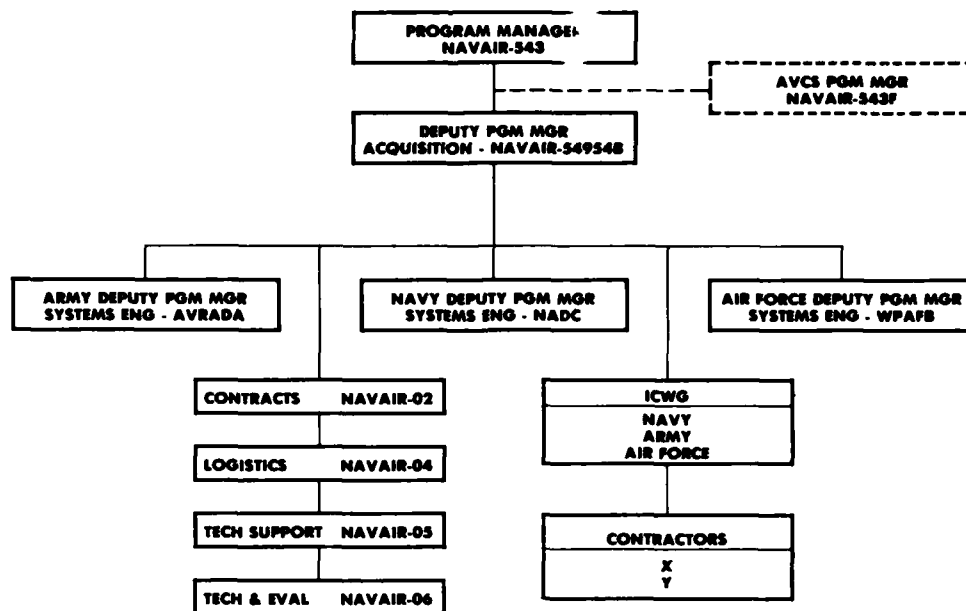 PROGRAM MANAGER
NAVAIR-543
AVCS PGM MGR
NAVAIR-543F
DEPUTY PGM MGR
ACQUISITION - NAVAIR-54954B
ARMY DEPUTY PGM MGR
SYSTEMS ENG - AVRADA
NAVY DEPUTY PGM MGR
SYSTEMS ENG - NADC
AIR FORCE DEPUTY PGM MGR
SYSTEMS ENG - WPAFB
CONTRACTS NAVAIR-02
LOGISTICS NAVAIR-04
TECH SUPPORT NAVAIR-05
TECH & EVAL NAVAIR-06
ICWG
NAVY
ARMY
AIR FORCE
CONTRACTORS
X
Y